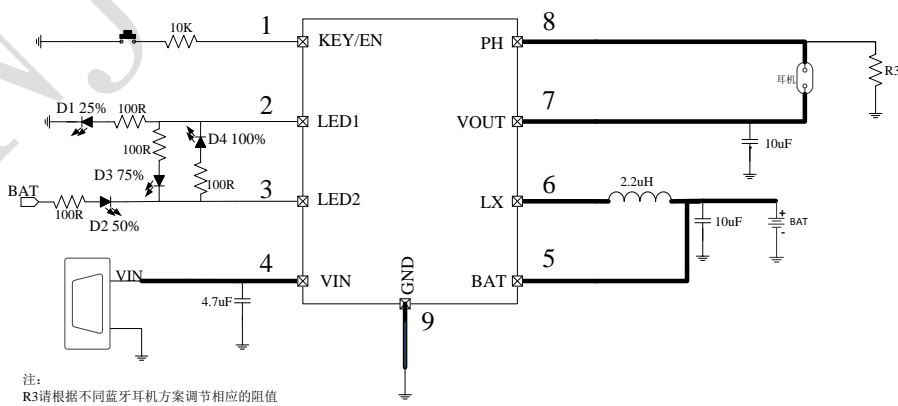 1
8
10K
KEY/EN
PH
R3
耳机
D1 25%
100R
2
LED1
7
VOUT
10uF
100R
D4 100%
D3 75%
100R
BAT
100R
D2 50%
3
LED2
6
LX
2.2uH
10uF
+
BAT
-
VIN
4
VIN
4.7uF
GND
9
5
BAT
注:
R3请根据不同蓝牙耳机方案调节相应的阻值